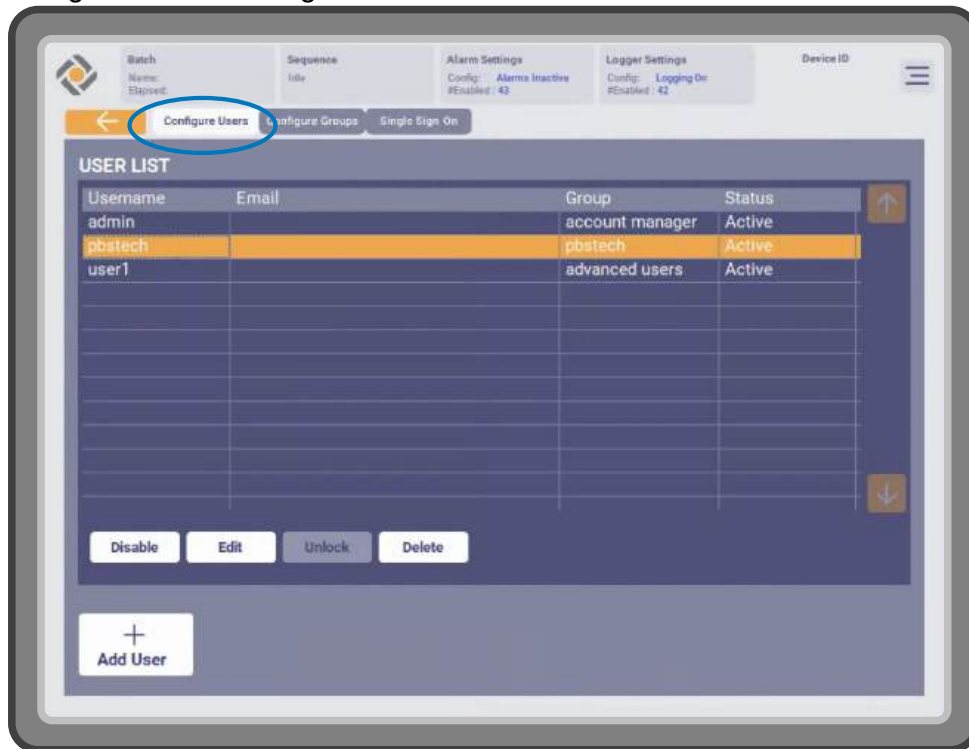 Batch
Name:
Elapsed:
Sequence
Idle
Alarm Settings
Config: Alarms Inactive
#Enabled : 43
Logger Settings
Config: Logging On
#Enabled : 42
Device ID
Configure Users
Configure Groups
Single Sign On
USER LIST
Username Email Group Status
admin account manager Active
pbstech pbstech Active
user1 advanced users Active
Disable Edit Unlock Delete
Add User